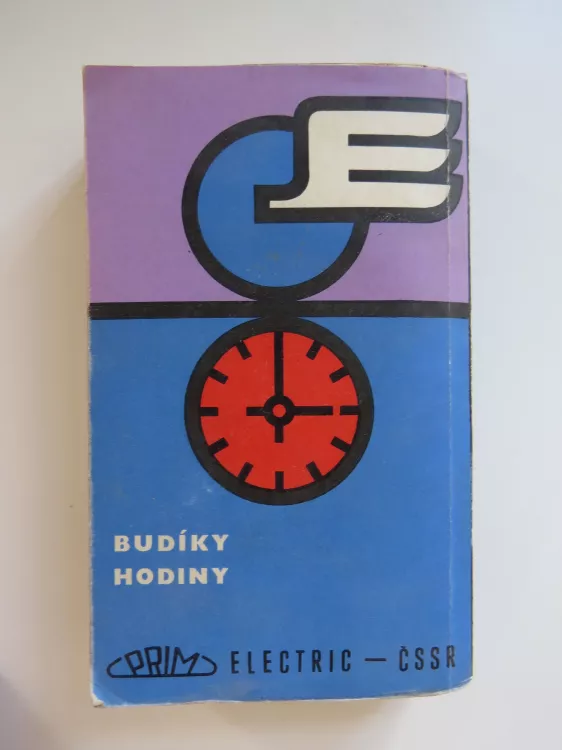 E
BUDÍKY
HODINY
PRIM ELECTRIC — ČSSR